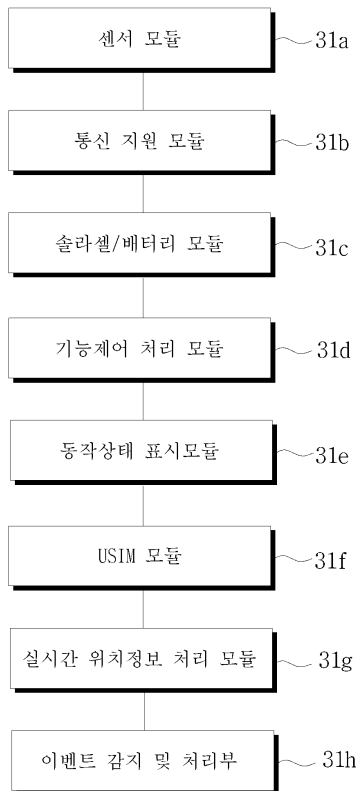 센서 모듈 31a
통신 지원 모듈 31b
솔라셀/배터리 모듈 31c
기능제어 처리 모듈 31d
동작상태 표시모듈 31e
USIM 모듈 31f
실시간 위치정보 처리 모듈 31g
이벤트 감지 및 처리부 31h